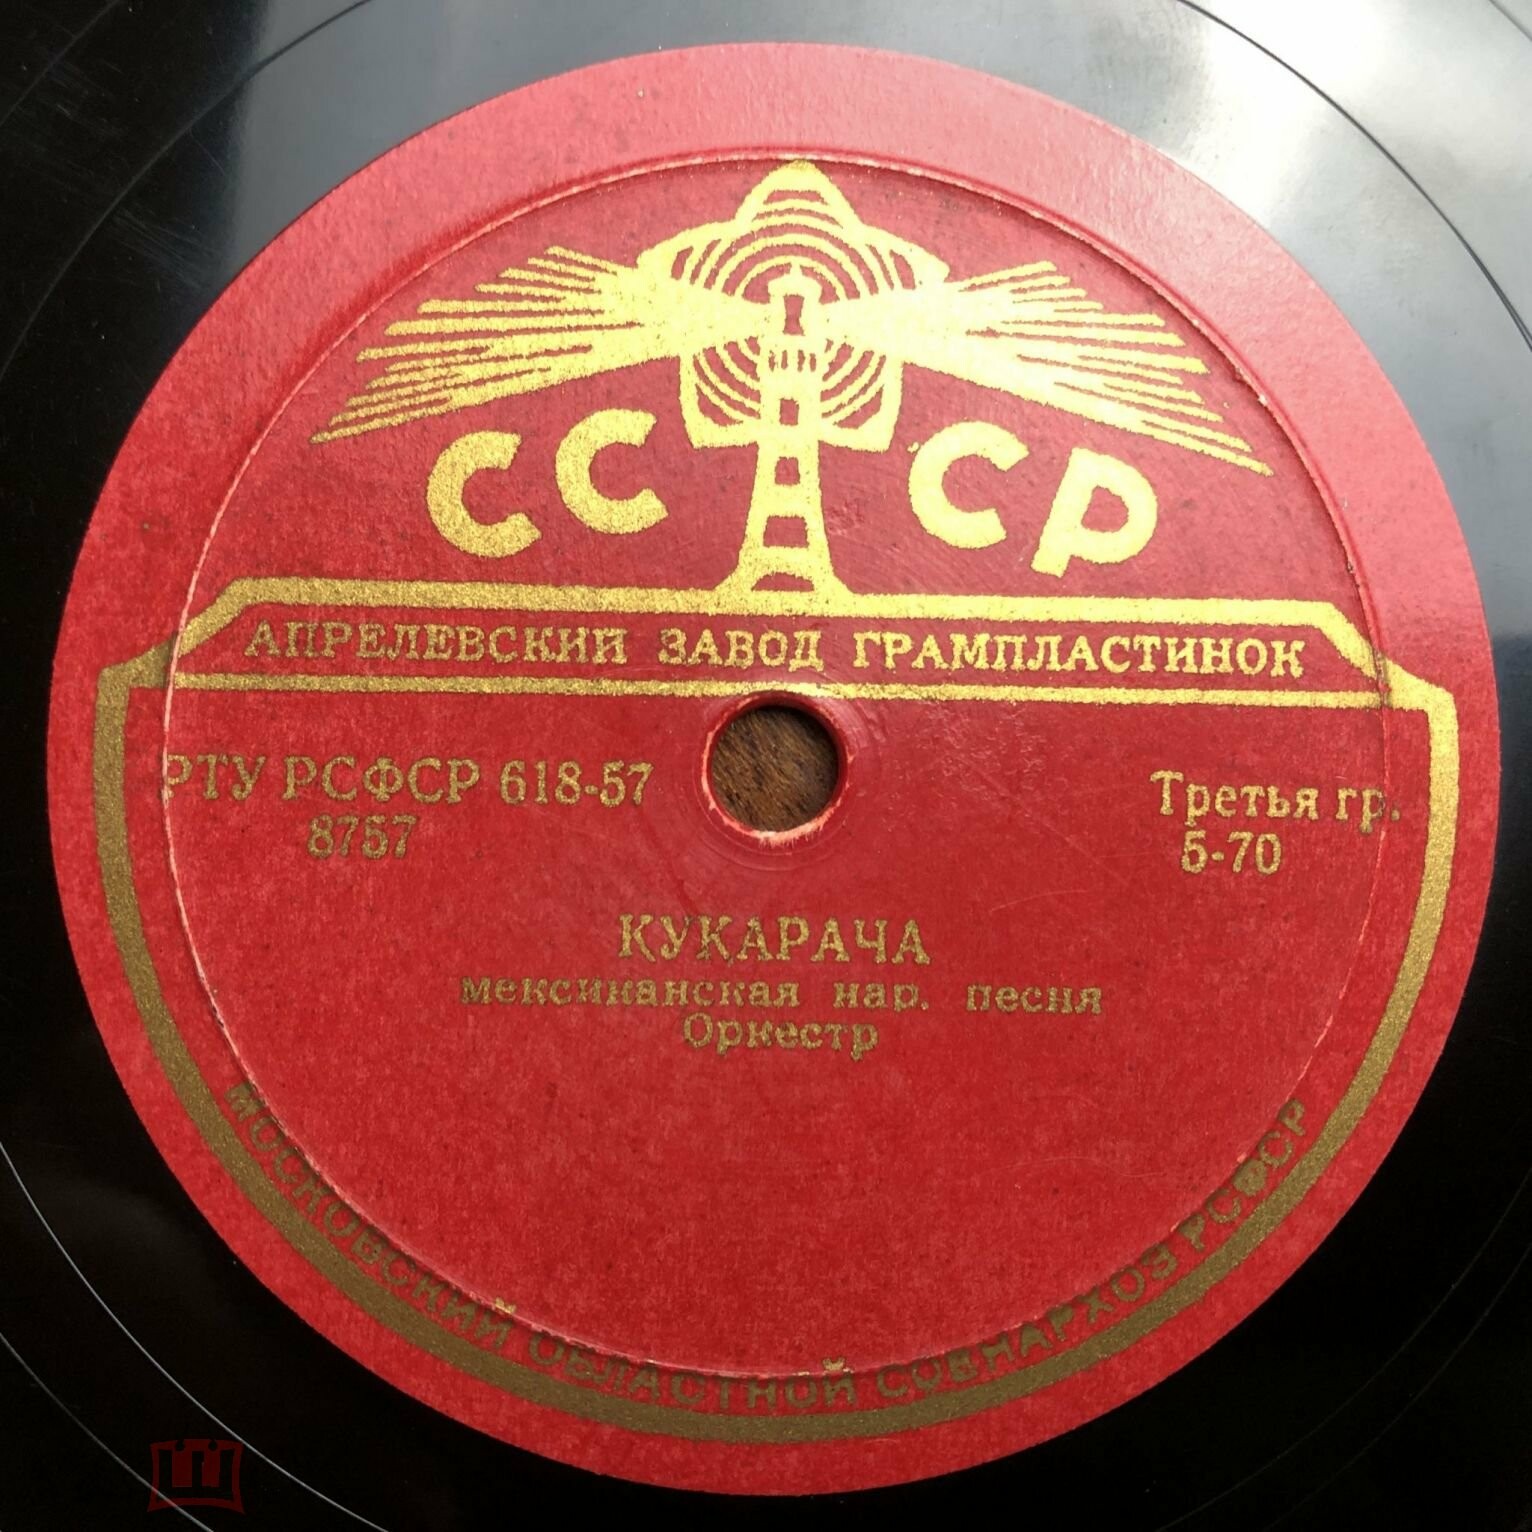 СССР
АПРЕЛЕВСКИЙ ЗАВОД ГРАМПЛАСТИНОК
РТУ РСФСР 618-57
8757
Третья гр.
5-70
КУКАРАЧА
мексиканская нар. песня
Оркестр
МОСКОВСКИЙ ОБЛАСТНОЙ СОВНАРХОЗ РСФСР